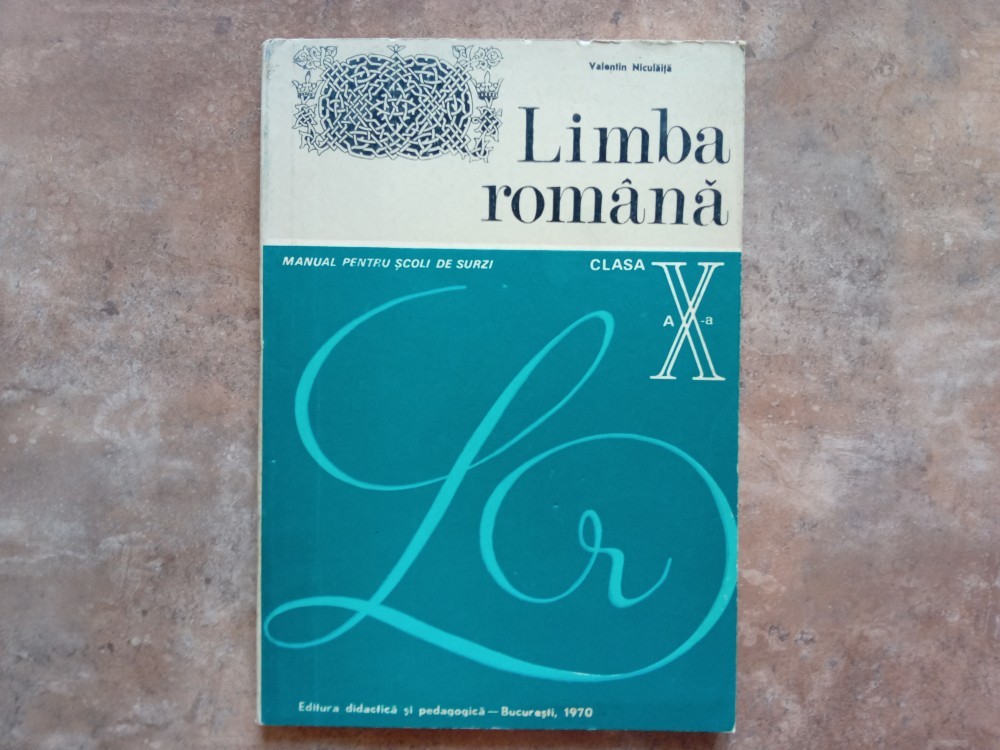 Valentin Niculăiță
Limba
română
MANUAL PENTRU ȘCOLI DE SURZI
CLASA
A X-a
Lr
Editura didactică și pedagogică — București, 1970